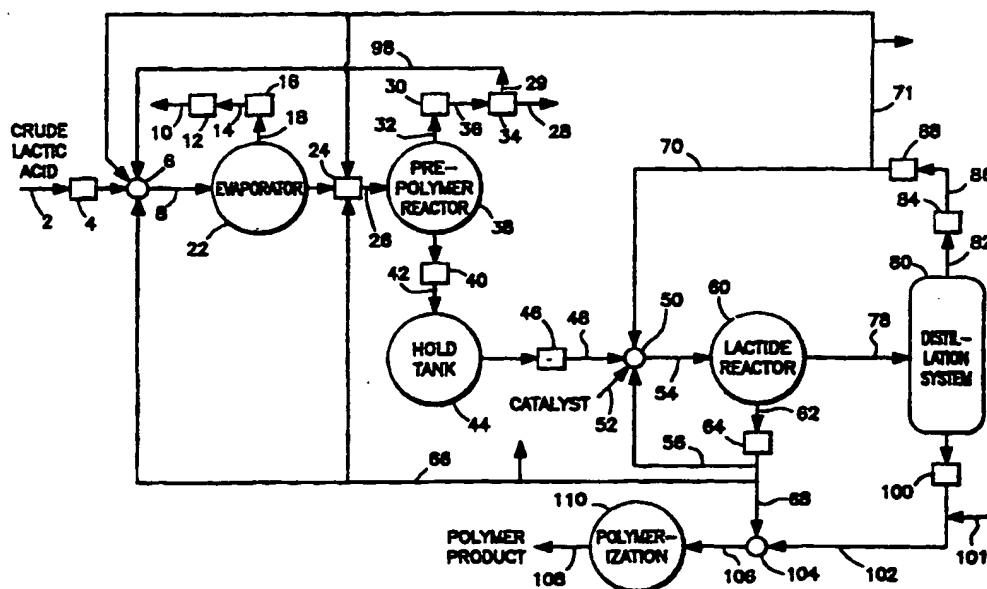 98
16
30
29
71
CRUDE
LACTIC
ACID
10
12
14
18
32
36
34
28
70
88
86
6
24
PRE-
POLYMER
REACTOR
84
EVAPORATOR
2
4
8
22
26
38
82
80
42
40
60
50
46
48
78
HOLD
TANK
LACTIDE
REACTOR
DISTIL-
LATION
SYSTEM
CATALYST
52
54
62
44
64
56
66
68
100
110
POLYMER
PRODUCT
POLYMER-
IZATION
108
106
104
102
101